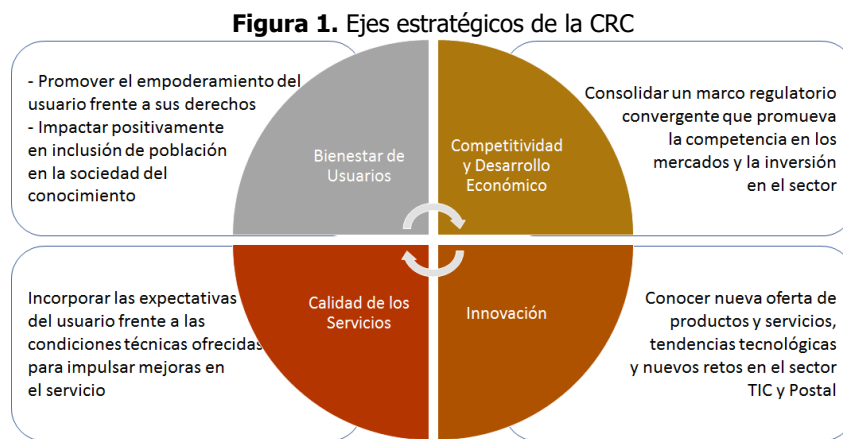 Figura 1. Ejes estratégicos de la CRC
- Promover el empoderamiento del
usuario frente a sus derechos
- Impactar positivamente
en inclusión de población
en la sociedad del
conocimiento
Bienestar de
Usuarios
Competitividad
y Desarrollo
Económico
Consolidar un marco regulatorio
convergente que promueva
la competencia en los
mercados y la inversión
en el sector
Incorporar las expectativas
del usuario frente a las
condiciones técnicas ofrecidas
para impulsar mejoras en
el servicio
Calidad de los
Servicios
Innovación
Conocer nueva oferta de
productos y servicios,
tendencias tecnológicas
y nuevos retos en el sector
TIC y Postal